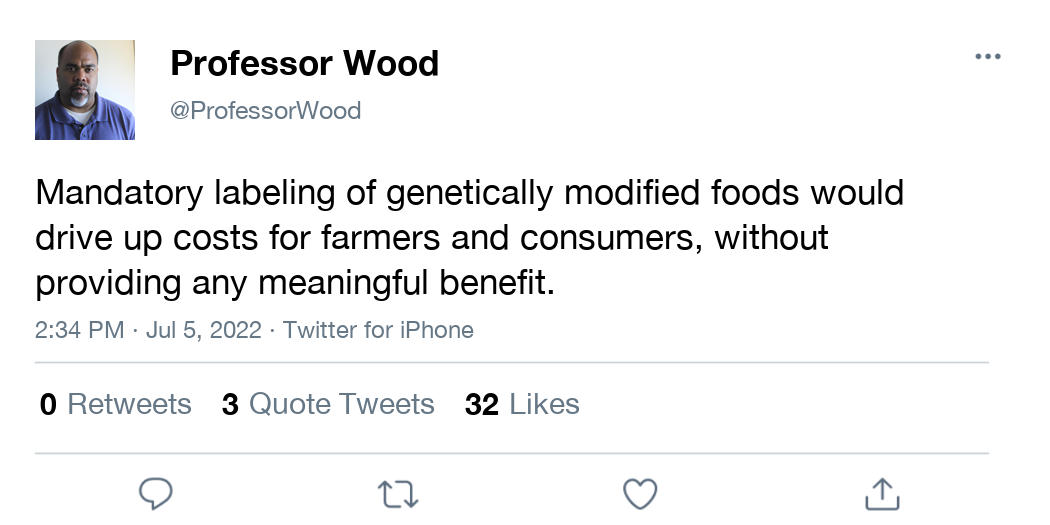 Professor Wood
@ProfessorWood
Mandatory labeling of genetically modified foods would
drive up costs for farmers and consumers, without
providing any meaningful benefit.
2:34 PM · Jul 5, 2022 · Twitter for iPhone
0 Retweets 3 Quote Tweets 32 Likes